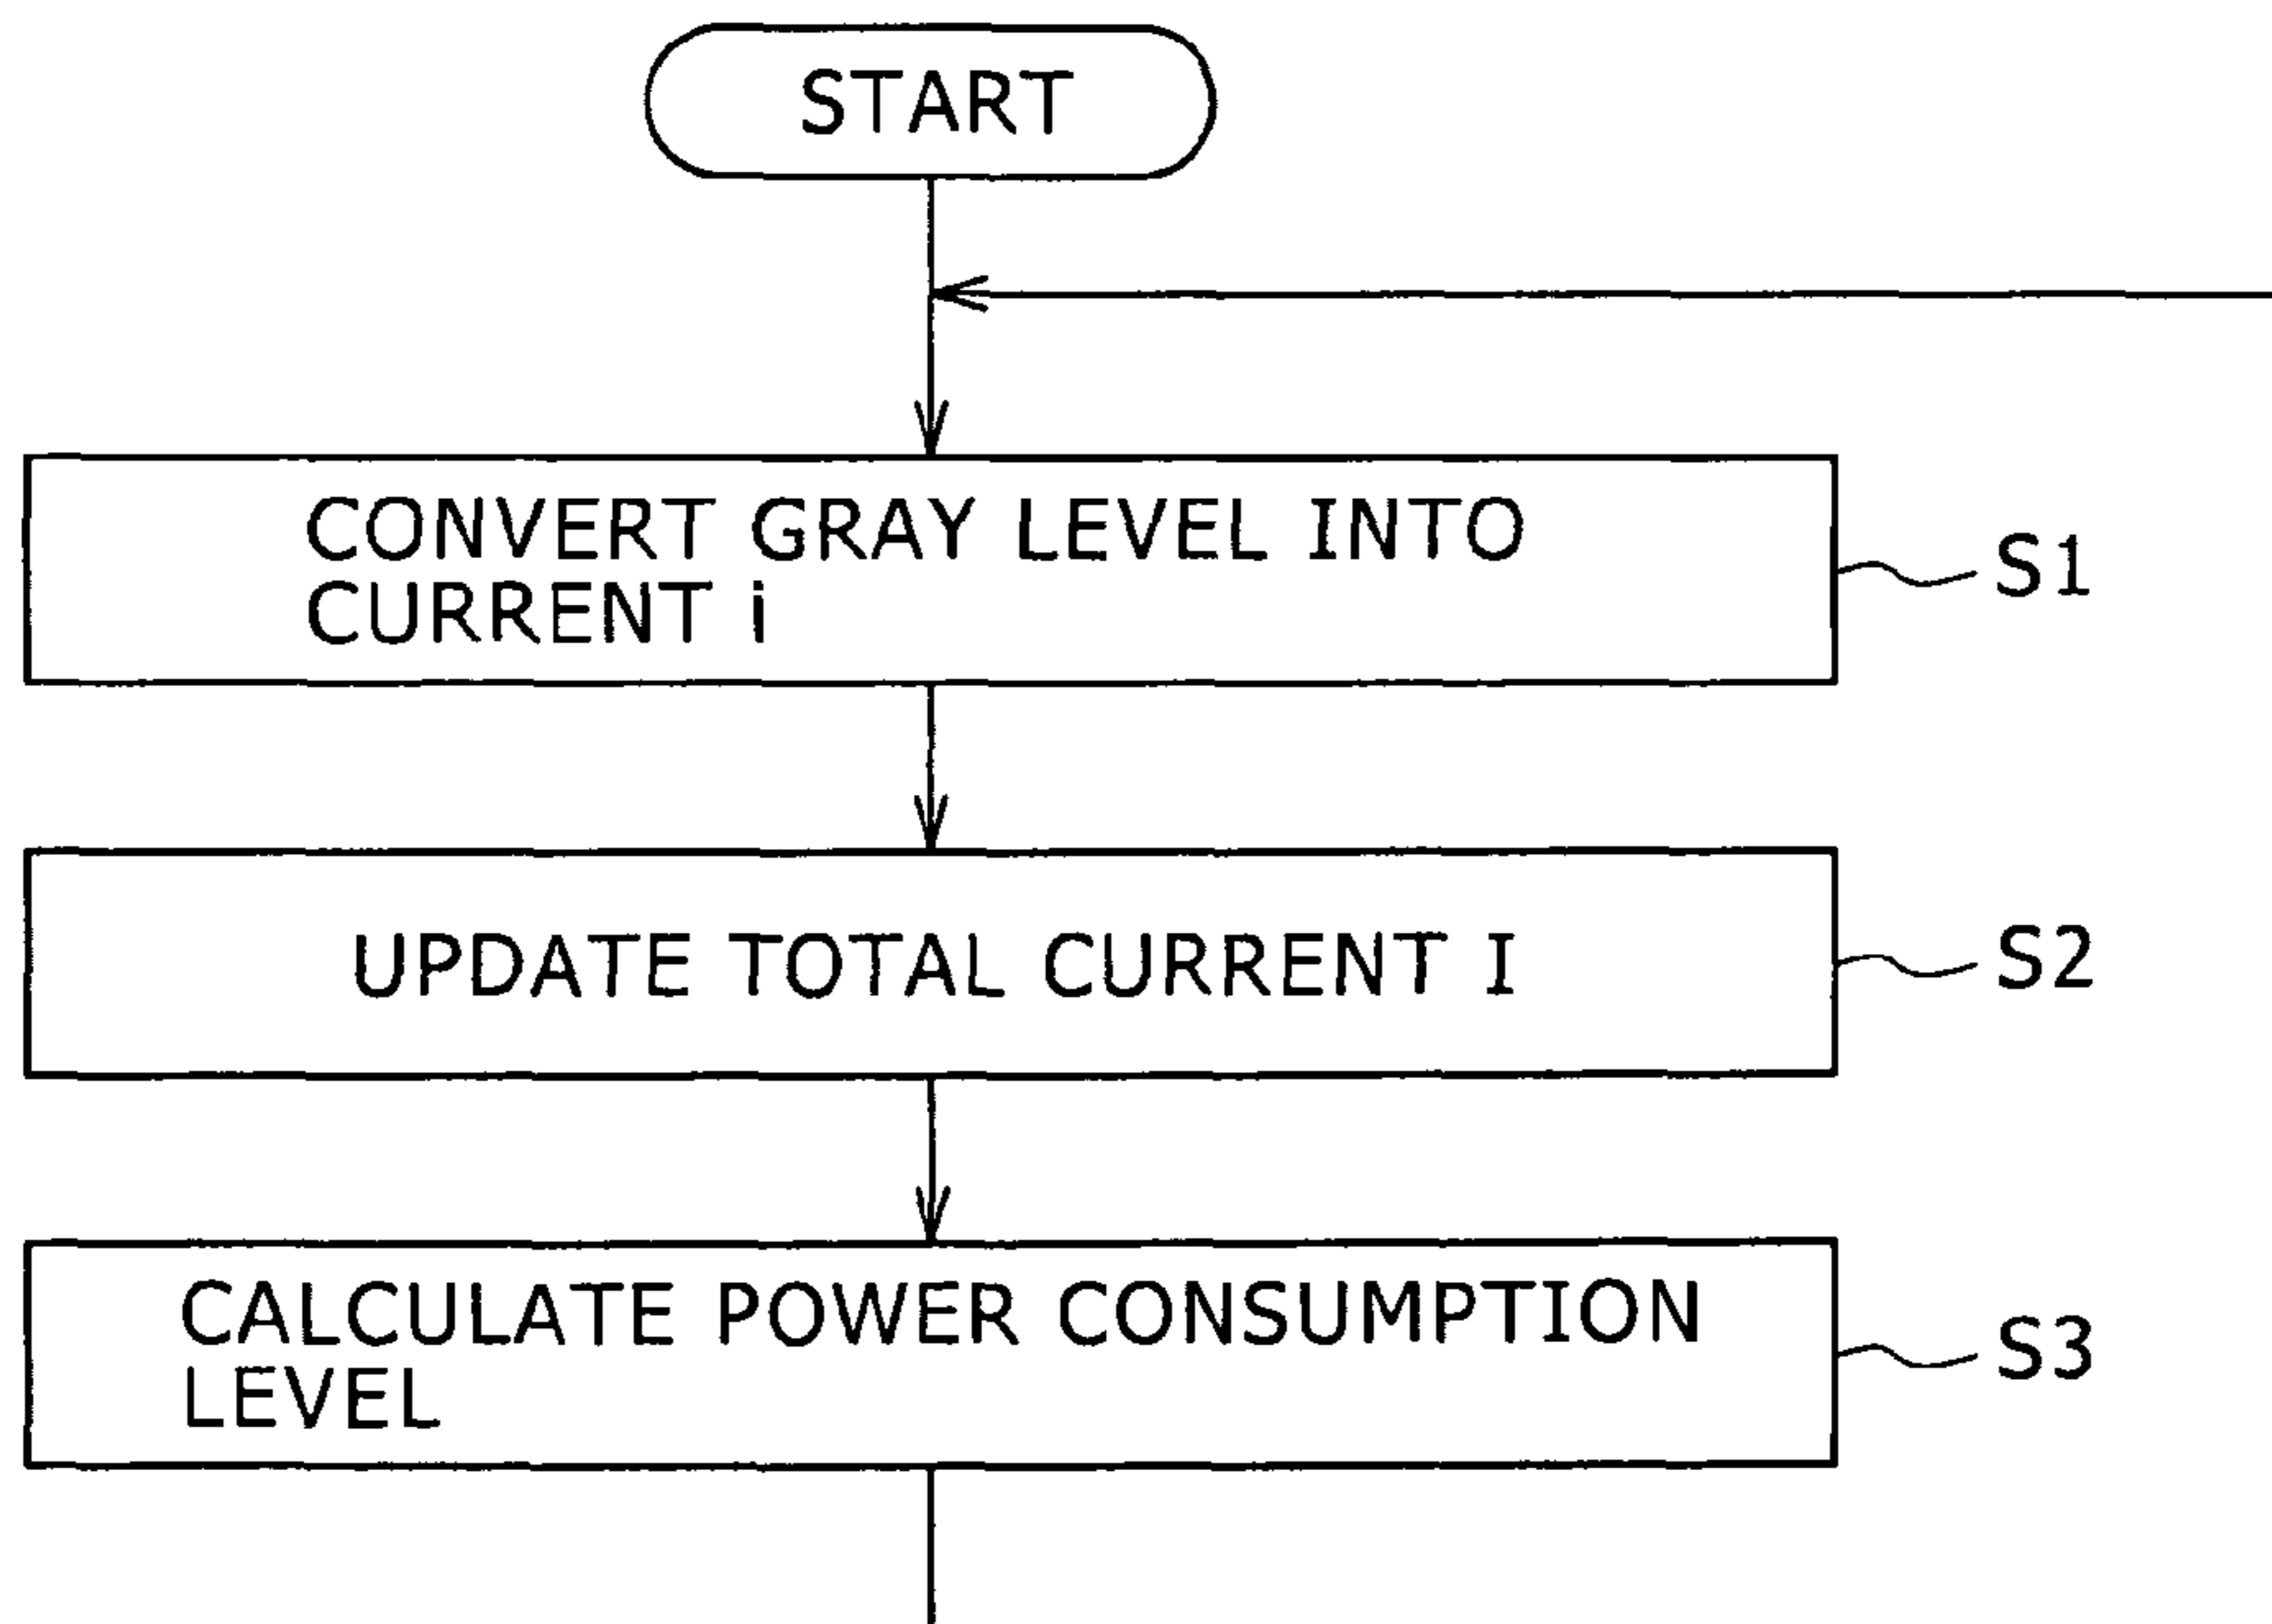 START
CONVERT GRAY LEVEL INTO
CURRENT i
S1
UPDATE TOTAL CURRENT I
S2
CALCULATE POWER CONSUMPTION
LEVEL
S3